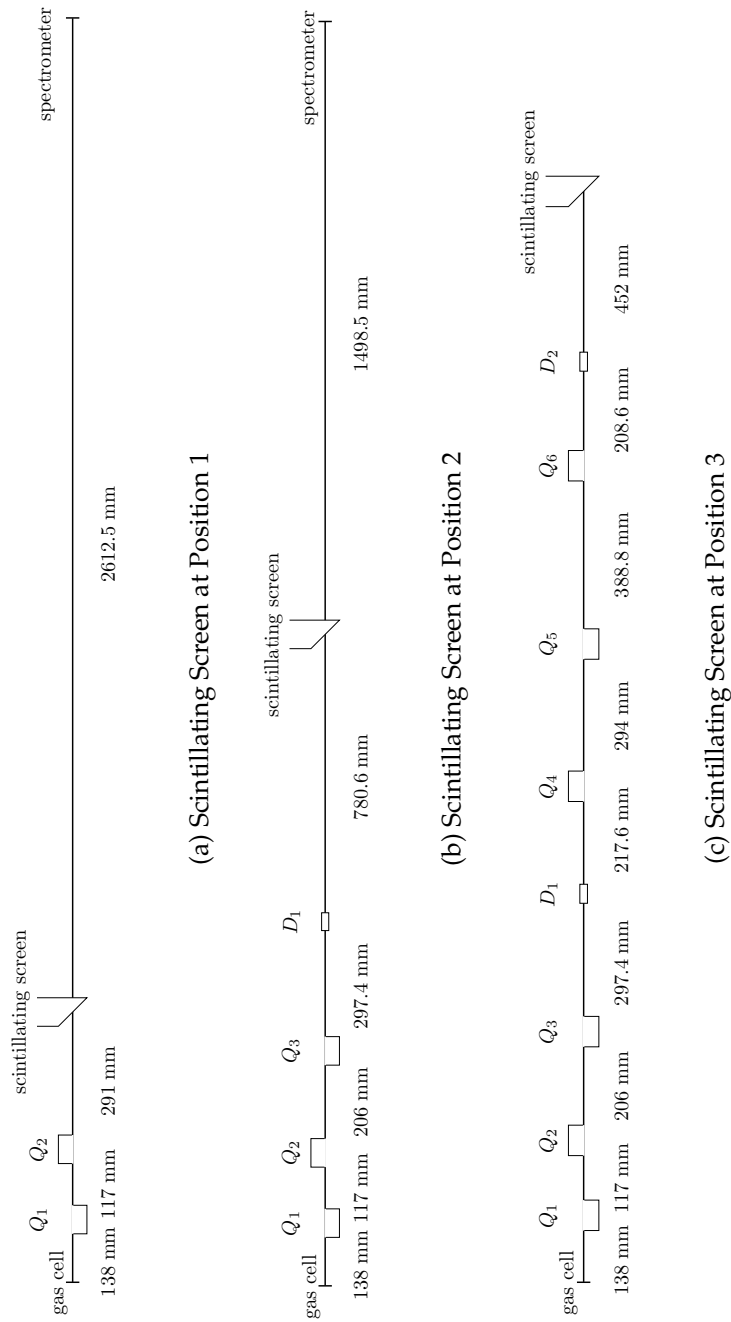 gas cell
Q1
Q2
scintillating screen
spectrometer
138 mm
117 mm
291 mm
2612.5 mm
(a) Scintillating Screen at Position 1
gas cell
Q1
Q2
Q3
D1
scintillating screen
spectrometer
138 mm
117 mm
206 mm
297.4 mm
780.6 mm
1498.5 mm
(b) Scintillating Screen at Position 2
gas cell
Q1
Q2
Q3
D1
Q4
Q5
Q6
D2
scintillating screen
138 mm
117 mm
206 mm
297.4 mm
217.6 mm
294 mm
388.8 mm
208.6 mm
452 mm
(c) Scintillating Screen at Position 3